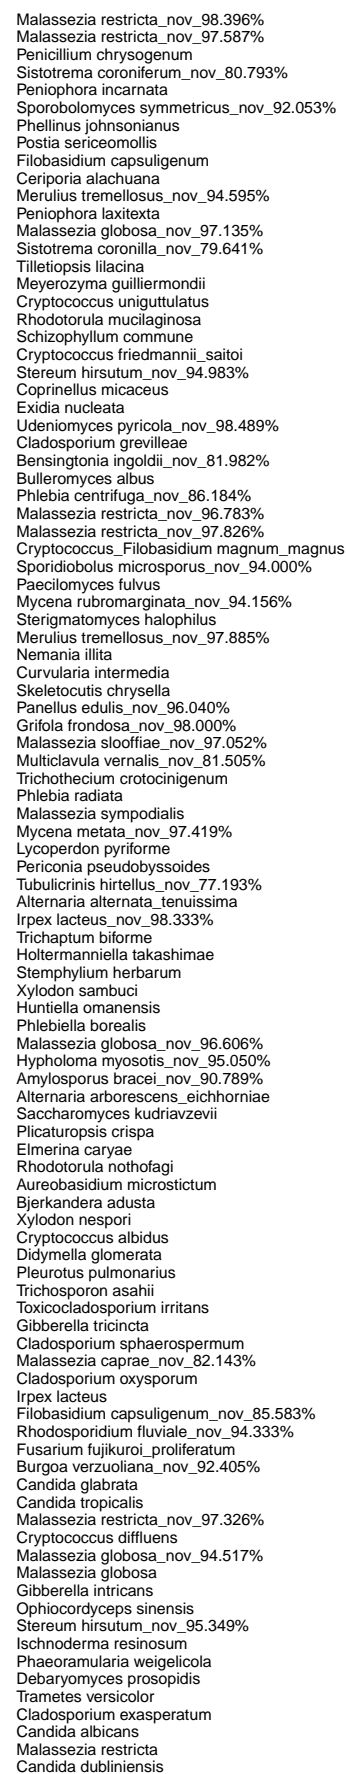 Malassezia restricta_nov_98.396%
Malassezia restricta_nov_97.587%
Penicillium chrysogenum
Sistotrema coroniferum_nov_80.793%
Peniophora incarnata
Sporobolomyces symmetricus_nov_92.053%
Phellinus johnsonianus
Postia sericeomollis
Filobasidium capsuligenum
Ceriporia alachuana
Merulius tremellosus_nov_94.595%
Peniophora laxitexta
Malassezia globosa_nov_97.135%
Sistotrema coronilla_nov_79.641%
Tilletiopsis lilacina
Meyerozyma guilliermondii
Cryptococcus uniguttulatus
Rhodotorula mucilaginosa
Schizophyllum commune
Cryptococcus friedmannii_saitoi
Stereum hirsutum_nov_94.983%
Coprinellus micaceus
Exidia nucleata
Udeniomyces pyricola_nov_98.489%
Cladosporium grevilleae
Bensingtonia ingoldii_nov_81.982%
Bulleromyces albus
Phlebia centrifuga_nov_86.184%
Malassezia restricta_nov_96.783%
Malassezia restricta_nov_97.826%
Cryptococcus_Filobasidium magnum_magnus
Sporidiobolus microsporus_nov_94.000%
Paecilomyces fulvus
Mycena rubromarginata_nov_94.156%
Sterigmatomyces halophilus
Merulius tremellosus_nov_97.885%
Nemania illita
Curvularia intermedia
Skeletocutis chrysella
Panellus edulis_nov_96.040%
Grifola frondosa_nov_98.000%
Malassezia slooffiae_nov_97.052%
Multiclavula vernalis_nov_81.505%
Trichothecium crotocinigenum
Phlebia radiata
Malassezia sympodialis
Mycena metata_nov_97.419%
Lycoperdon pyriforme
Periconia pseudobyssoides
Tubulicrinis hirtellus_nov_77.193%
Alternaria alternata_tenuissima
Irpex lacteus_nov_98.333%
Trichaptum biforme
Holtermanniella takashimae
Stemphylium herbarum
Xylodon sambuci
Huntiella omanensis
Phlebiella borealis
Malassezia globosa_nov_96.606%
Hypholoma myosotis_nov_95.050%
Amylosporus bracei_nov_90.789%
Alternaria arborescens_eichhorniae
Saccharomyces kudriavzevii
Plicaturopsis crispa
Elmerina caryae
Rhodotorula nothofagi
Aureobasidium microstictum
Bjerkandera adusta
Xylodon nespori
Cryptococcus albidus
Didymella glomerata
Pleurotus pulmonarius
Trichosporon asahii
Toxicocladosporium irritans
Gibberella tricincta
Cladosporium sphaerospermum
Malassezia caprae_nov_82.143%
Cladosporium oxysporum
Irpex lacteus
Filobasidium capsuligenum_nov_85.583%
Rhodosporidium fluviale_nov_94.333%
Fusarium fujikuroi_proliferatum
Burgoa verzuoliana_nov_92.405%
Candida glabrata
Candida tropicalis
Malassezia restricta_nov_97.326%
Cryptococcus diffluens
Malassezia globosa_nov_94.517%
Malassezia globosa
Gibberella intricans
Ophiocordyceps sinensis
Stereum hirsutum_nov_95.349%
Ischnoderma resinosum
Phaeoramularia weigelicola
Debaryomyces prosopidis
Trametes versicolor
Cladosporium exasperatum
Candida albicans
Malassezia restricta
Candida dubliniensis